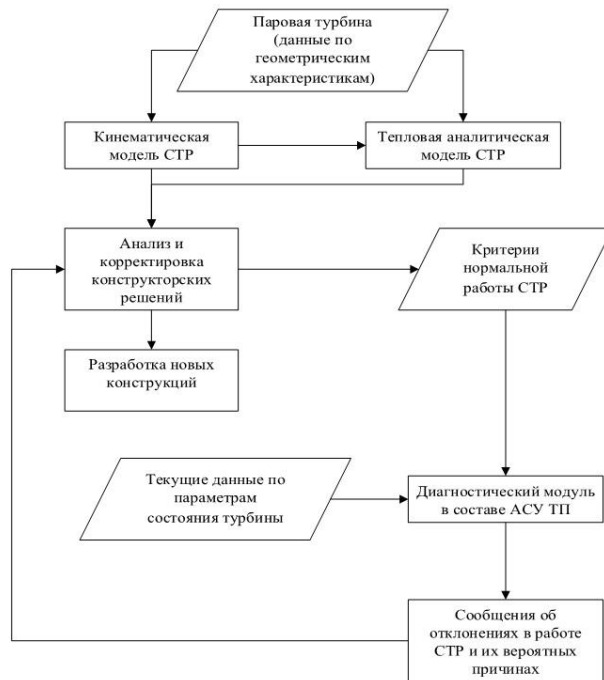 Паровая турбина
(данные по
геометрическим
характеристикам)
Кинематическая
модель СТР
Тепловая аналитическая
модель СТР
Анализ и
корректировка
конструкторских
решений
Критерии
нормальной
работы СТР
Разработка новых
конструкций
Текущие данные по
параметрам
состояния турбины
Диагностический модуль
в составе АСУ ТП
Сообщения об
отклонениях в работе
СТР и их вероятных
причинах